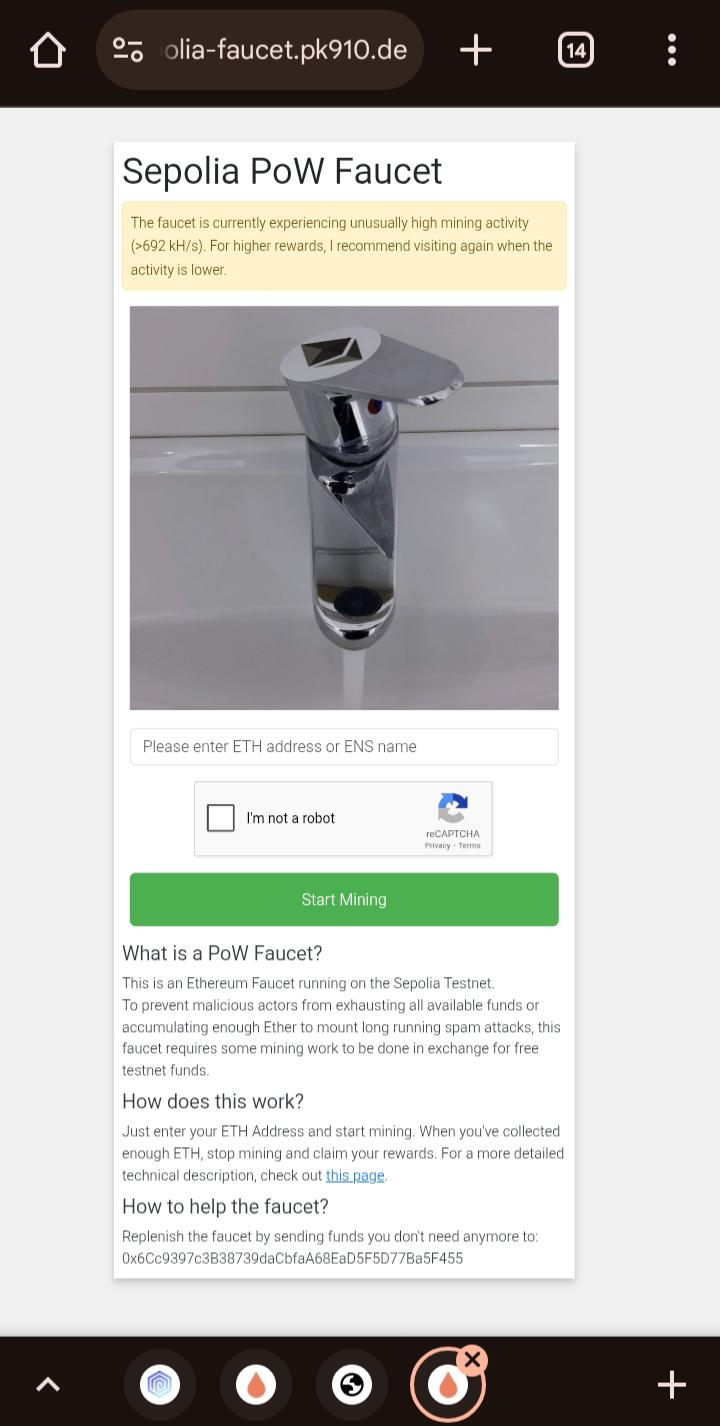 olia-faucet.pk910.de
14
Sepolia PoW Faucet
The faucet is currently experiencing unusually high mining activity
(>692 kH/s). For higher rewards, I recommend visiting again when the
activity is lower.
Please enter ETH address or ENS name
I'm not a robot
reCAPTCHA
Privacy - Terms
Start Mining
What is a PoW Faucet?
This is an Ethereum Faucet running on the Sepolia Testnet.
To prevent malicious actors from exhausting all available funds or
accumulating enough Ether to mount long running spam attacks, this
faucet requires some mining work to be done in exchange for free
testnet funds.
How does this work?
Just enter your ETH Address and start mining. When you've collected
enough ETH, stop mining and claim your rewards. For a more detailed
technical description, check out this page.
How to help the faucet?
Replenish the faucet by sending funds you don't need anymore to:
0x6Cc9397c3B38739daCbfaA68EaD5F5D77Ba5F455